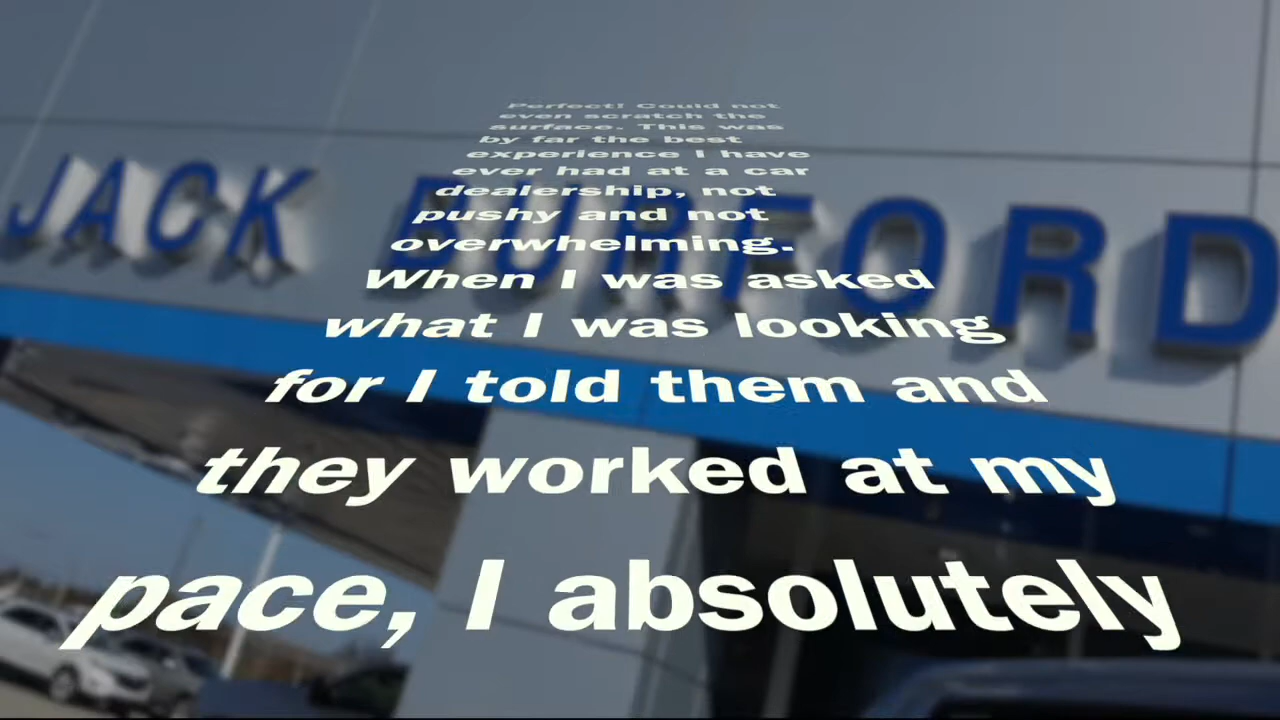 Perfect! Could not
even scratch the
surface. This was
by far the best
experience I have
ever had at a car
dealership, not
pushy and not
overwhelming.
When I was asked
what I was looking
for I told them and
they worked at my
pace, I absolutely
JACK BURFORD